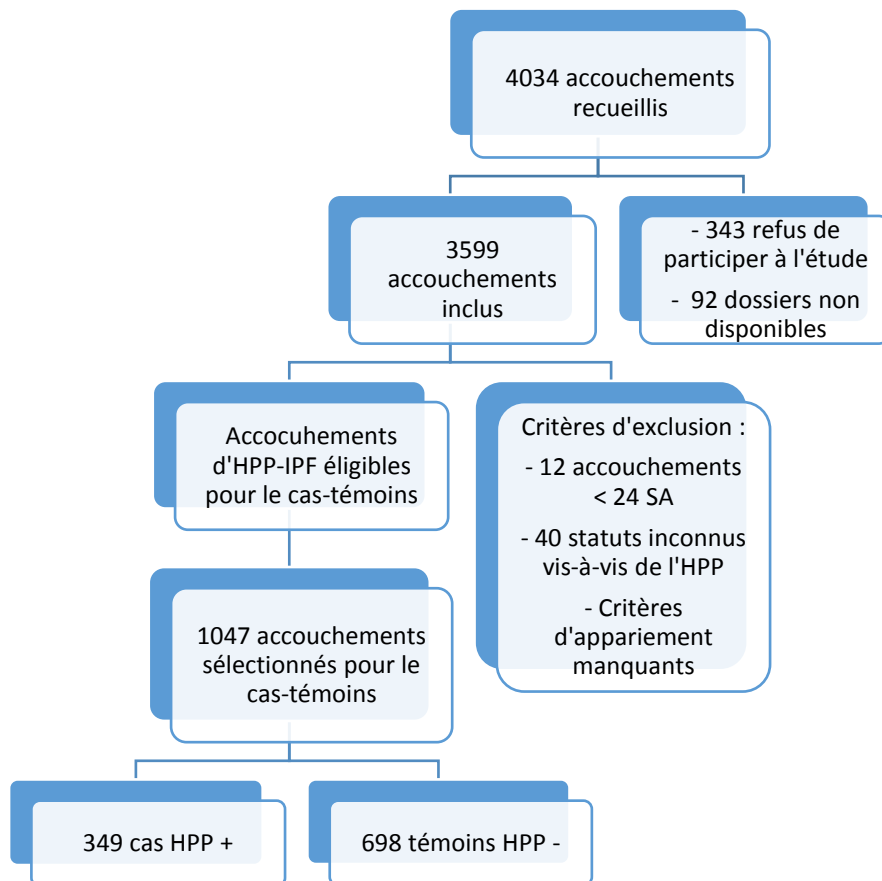 4034 accouchements
recueillis
3599
accouchements
inclus
- 343 refus de
participer à l'étude
- 92 dossiers non
disponibles
Accocuhements
d'HPP-IPF éligibles
pour le cas-témoins
Critères d'exclusion :
- 12 accouchements
< 24 SA
- 40 statuts inconnus
vis-à-vis de l'HPP
- Critères
d'appariement
manquants
1047 accouchements
sélectionnés pour le
cas-témoins
349 cas HPP +
698 témoins HPP -